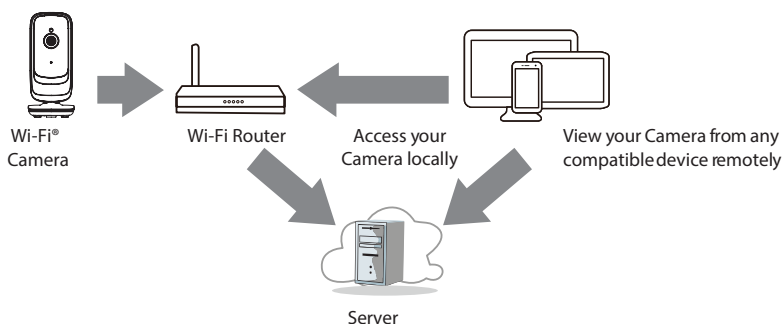 Wi-Fi®
Camera
Wi-Fi Router
Access your
Camera locally
View your Camera from any
compatible device remotely
Server